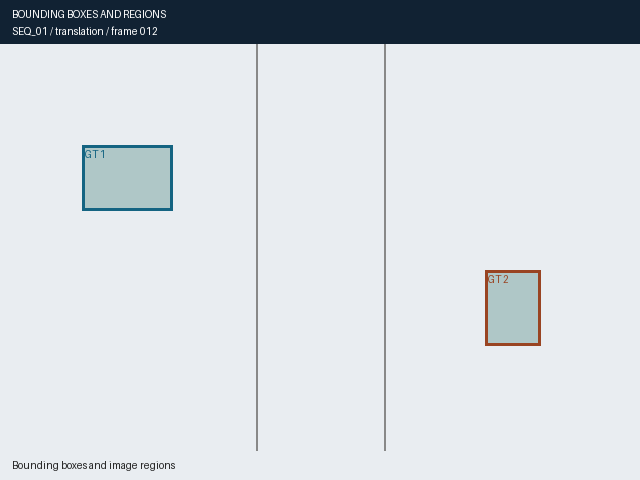 BOUNDING BOXES AND REGIONS
SEQ_01 / translation / frame 012
GT1
GT2
Bounding boxes and image regions